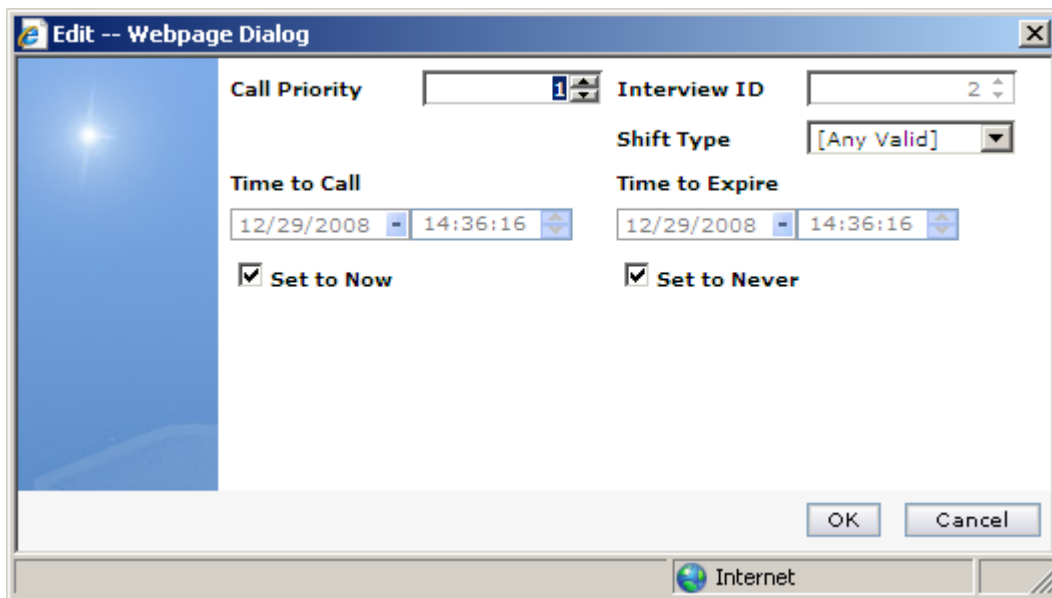 Edit -- Webpage Dialog
Call Priority 1 Interview ID 2
Shift Type [Any Valid]
Time to Call Time to Expire
12/29/2008 14:36:16 12/29/2008 14:36:16
Set to Now Set to Never
OK Cancel
Internet